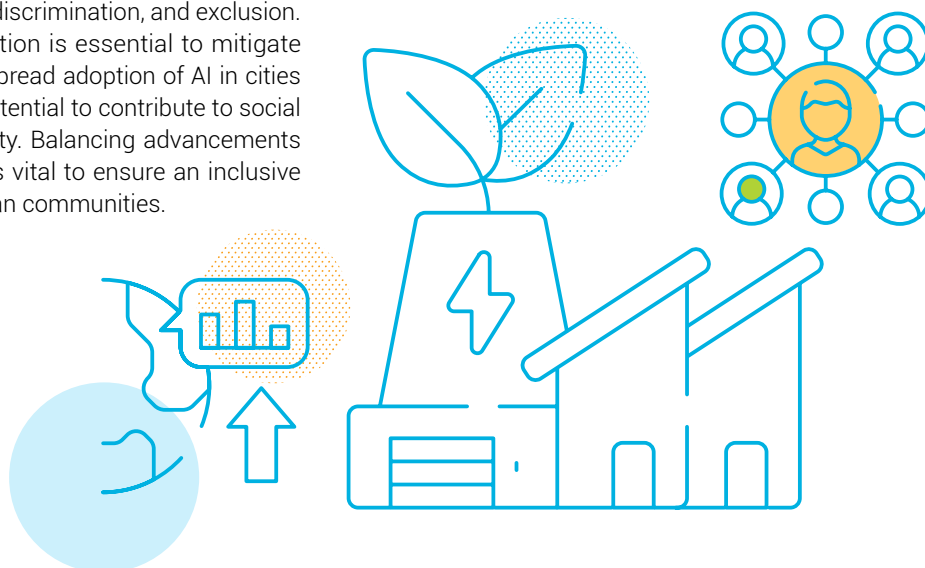 discrimination, and exclusion.
tion is essential to mitigate
pread adoption of AI in cities
tential to contribute to social
ty. Balancing advancements
s vital to ensure an inclusive
an communities.